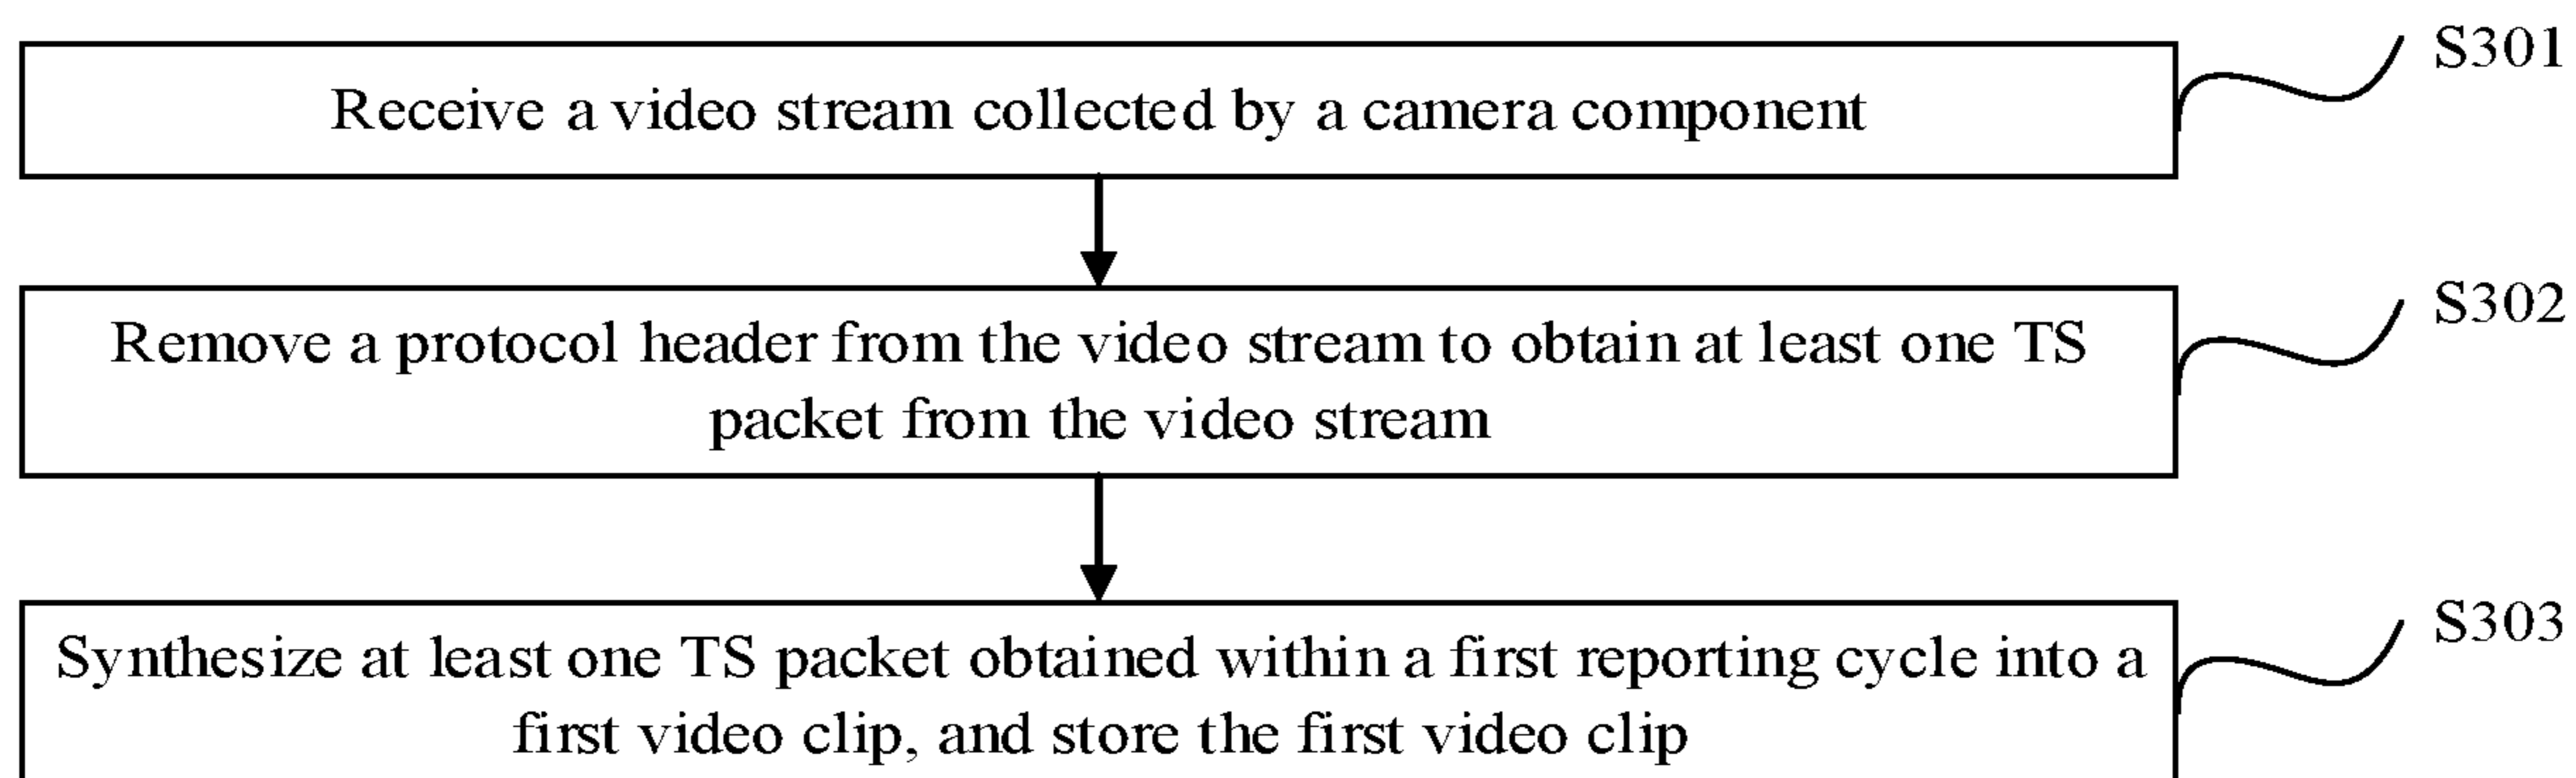 S301
Receive a video stream collected by a camera component
S302
Remove a protocol header from the video stream to obtain at least one TS
packet from the video stream
S303
Synthesize at least one TS packet obtained within a first reporting cycle into a
first video clip, and store the first video clip